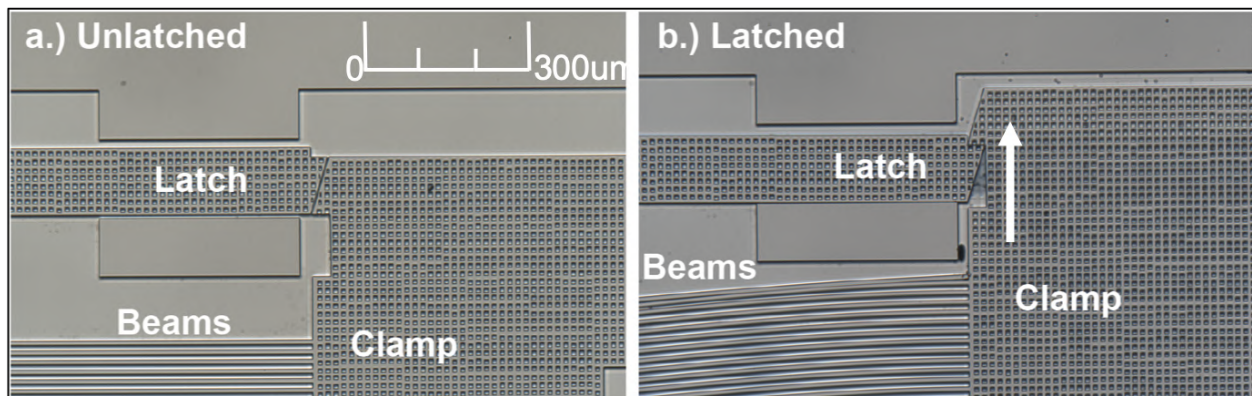 a.) Unlatched
0 300um
Latch
Beams
Clamp
b.) Latched
Latch
Beams
Clamp